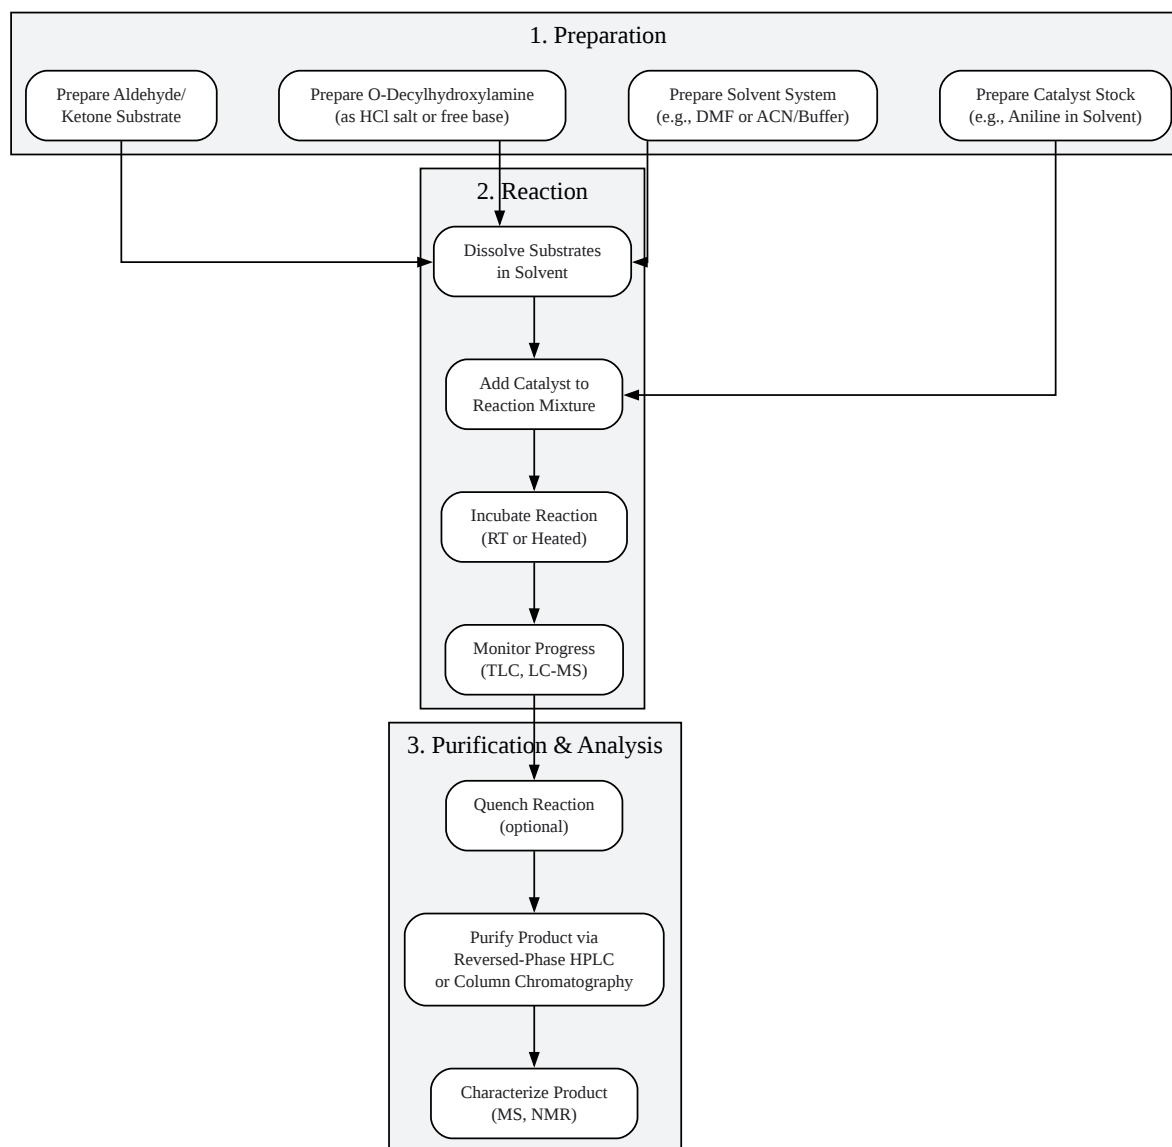 1. Preparation
Prepare Aldehyde/
Ketone Substrate
Prepare O-Decylhydroxylamine
(as HCl salt or free base)
Prepare Solvent System
(e.g., DMF or ACN/Buffer)
Prepare Catalyst Stock
(e.g., Aniline in Solvent)
2. Reaction
Dissolve Substrates
in Solvent
Add Catalyst to
Reaction Mixture
Incubate Reaction
(RT or Heated)
Monitor Progress
(TLC, LC-MS)
3. Purification & Analysis
Quench Reaction
(optional)
Purify Product via
Reversed-Phase HPLC
or Column Chromatography
Characterize Product
(MS, NMR)